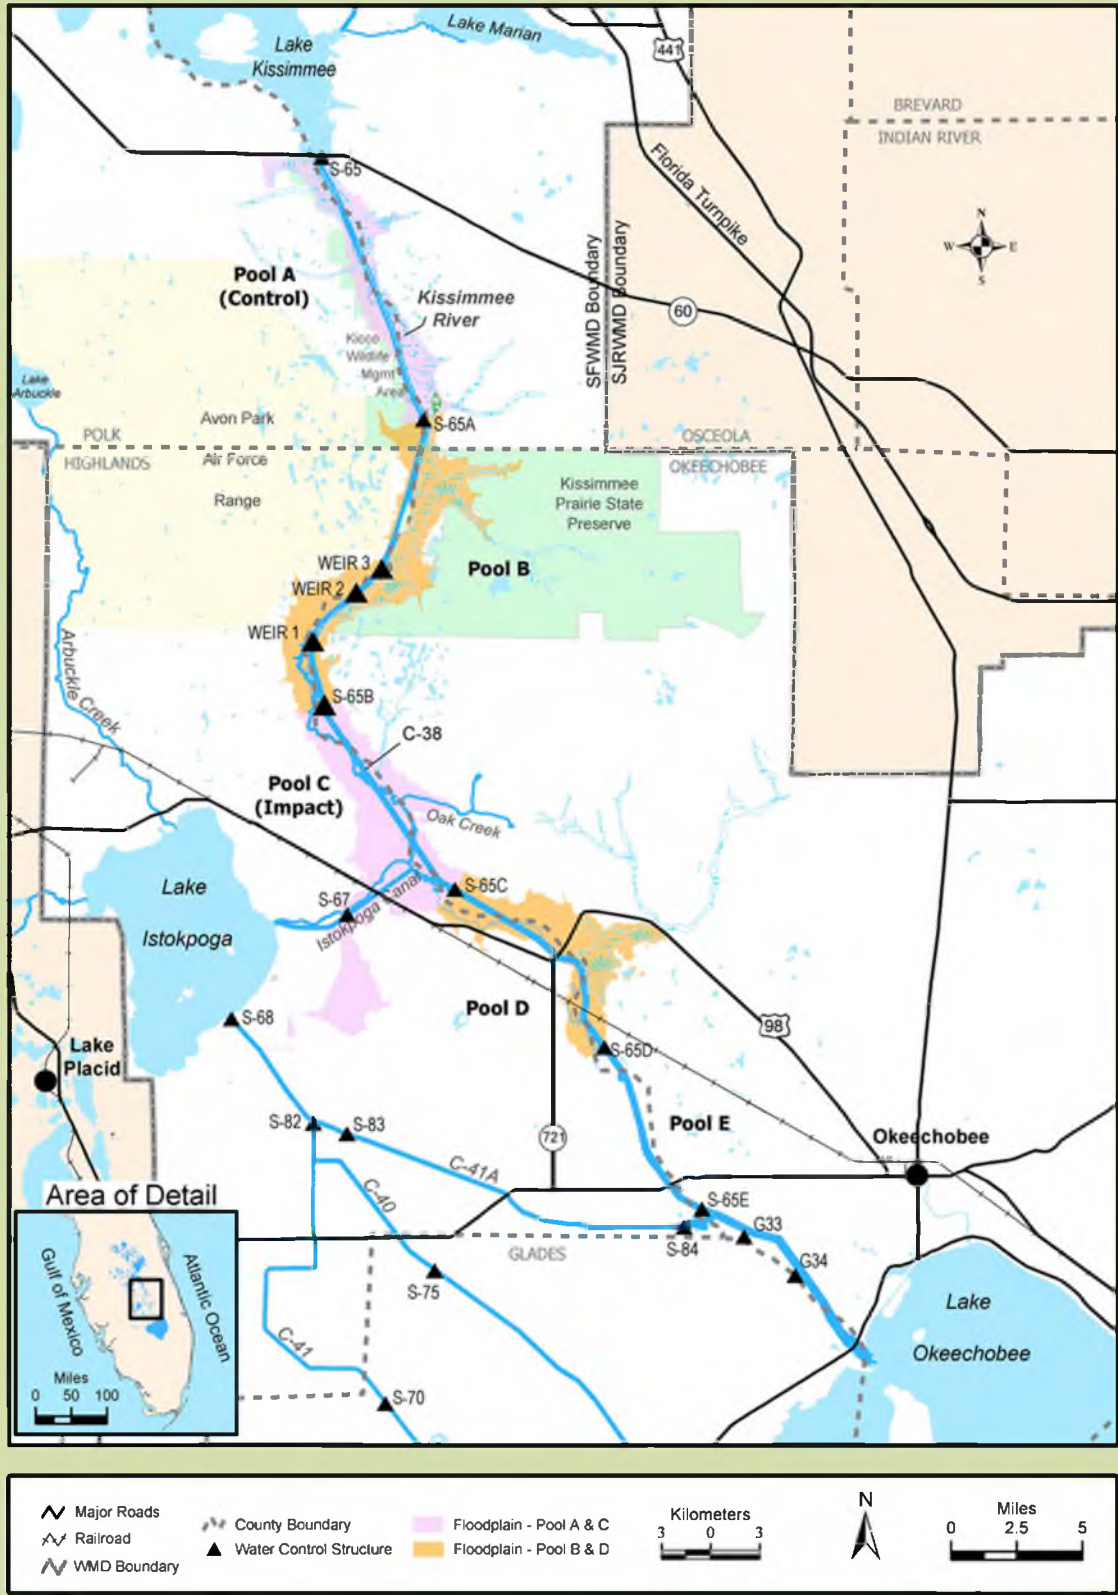 Lake Marian
Lake
Kissimmee
441
BREVARD
INDIAN RIVER
S-65
Florida Turnpike
N
W
E
S
SFWMD Boundary
SJRWMD Boundary
Pool A
(Control)
Kissimmee
River
60
Kicco
Wildlife
Mgmt
Area
Lake
Arbuckle
Avon Park
Air Force
Range
S-65A
POLK
HIGHLANDS
OSCEOLA
OKEECHOBEE
Kissimmee
Prairie State
Preserve
WEIR 3
Pool B
WEIR 2
WEIR 1
Arbuckle Creek
S-65B
C-38
Pool C
(Impact)
Oak Creek
Lake
Istokpoga
S-67
Istokpoga Canal
S-65C
Pool D
S-68
98
Lake
Placid
S-65D
S-82
S-83
721
Pool E
Okeechobee
C-41A
C-40
S-65E
G33
S-84
GLADES
G34
S-75
Lake
Okeechobee
C-41
S-70
Area of Detail
Gulf of Mexico
Atlantic Ocean
Miles
0 50 100
Major Roads
Railroad
WMD Boundary
County Boundary
Water Control Structure
Floodplain - Pool A & C
Floodplain - Pool B & D
Kilometers
3 0 3
N
Miles
0 2.5 5